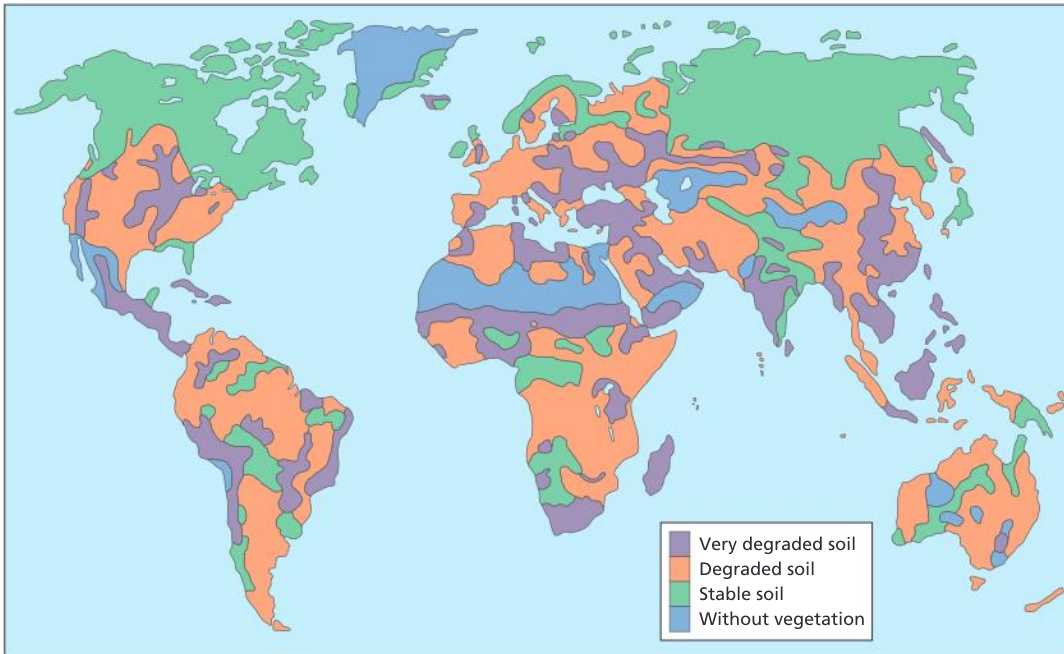 Very degraded soil
Degraded soil
Stable soil
Without vegetation